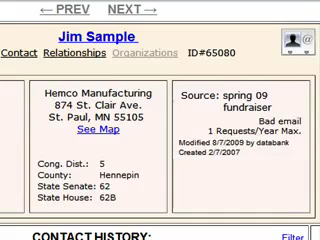 ← PREV NEXT →
Jim Sample
Contact Relationships Organizations ID#65080
@
Hemco Manufacturing
874 St. Clair Ave.
St. Paul, MN 55105
See Map
Cong. Dist.: 5
County: Hennepin
State Senate: 62
State House: 62B
Source: spring 09
fundraiser
Bad email
1 Requests/Year Max.
Modified 8/7/2009 by databank
Created 2/7/2007
CONTACT HISTORY:
Filter